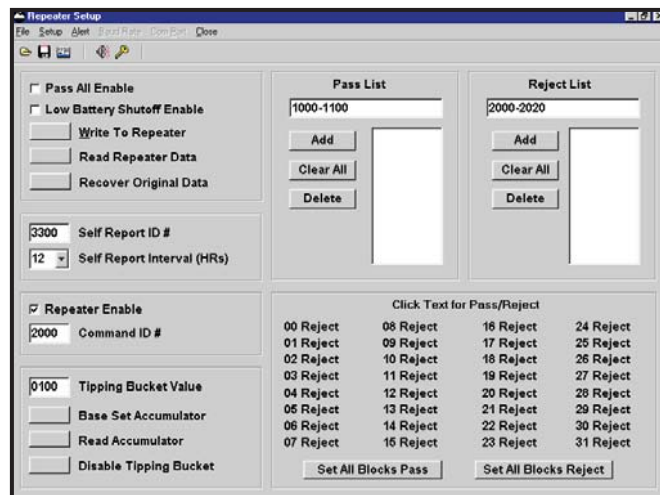 Repeater Setup
File Setup Alert Baud Rate Com Port Close
Pass All Enable
Low Battery Shutoff Enable
Write To Repeater
Read Repeater Data
Recover Original Data
3300 Self Report ID #
12 Self Report Interval (HRs)
Repeater Enable
2000 Command ID #
0100 Tipping Bucket Value
Base Set Accumulator
Read Accumulator
Disable Tipping Bucket
Pass List
1000-1100
Add
Clear All
Delete
Reject List
2000-2020
Add
Clear All
Delete
Click Text for Pass/Reject
00 Reject 08 Reject 16 Reject 24 Reject
01 Reject 09 Reject 17 Reject 25 Reject
02 Reject 10 Reject 18 Reject 26 Reject
03 Reject 11 Reject 19 Reject 27 Reject
04 Reject 12 Reject 20 Reject 28 Reject
05 Reject 13 Reject 21 Reject 29 Reject
06 Reject 14 Reject 22 Reject 30 Reject
07 Reject 15 Reject 23 Reject 31 Reject
Set All Blocks Pass Set All Blocks Reject